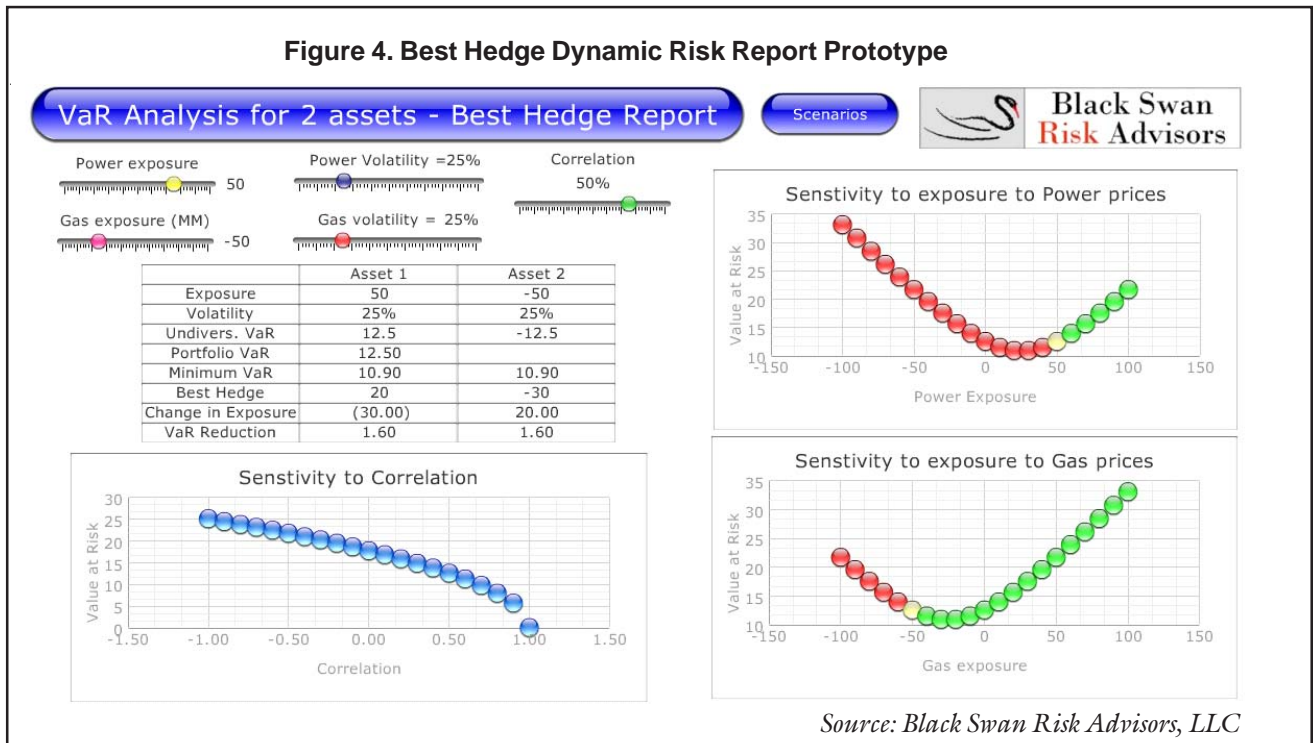 Figure 4. Best Hedge Dynamic Risk Report Prototype
VaR Analysis for 2 assets - Best Hedge Report
Scenarios
Black Swan
Risk Advisors
Power exposure
50
Power Volatility =25%
Correlation
50%
Gas exposure (MM)
-50
Gas volatility = 25%
Asset 1 Asset 2
Exposure 50 -50
Volatility 25% 25%
Undivers. VaR 12.5 -12.5
Portfolio VaR 12.50
Minimum VaR 10.90 10.90
Best Hedge 20 -30
Change in Exposure (30.00) 20.00
VaR Reduction 1.60 1.60
Senstivity to exposure to Power prices
Value at Risk
35
30
25
20
15
10
-150 -100 -50 0 50 100 150
Power Exposure
Senstivity to Correlation
Value at Risk
30
25
20
15
10
5
0
-1.50 -1.00 -0.50 0.00 0.50 1.00 1.50
Correlation
Senstivity to exposure to Gas prices
Value at Risk
35
30
25
20
15
10
-150 -100 -50 0 50 100 150
Gas exposure
Source: Black Swan Risk Advisors, LLC